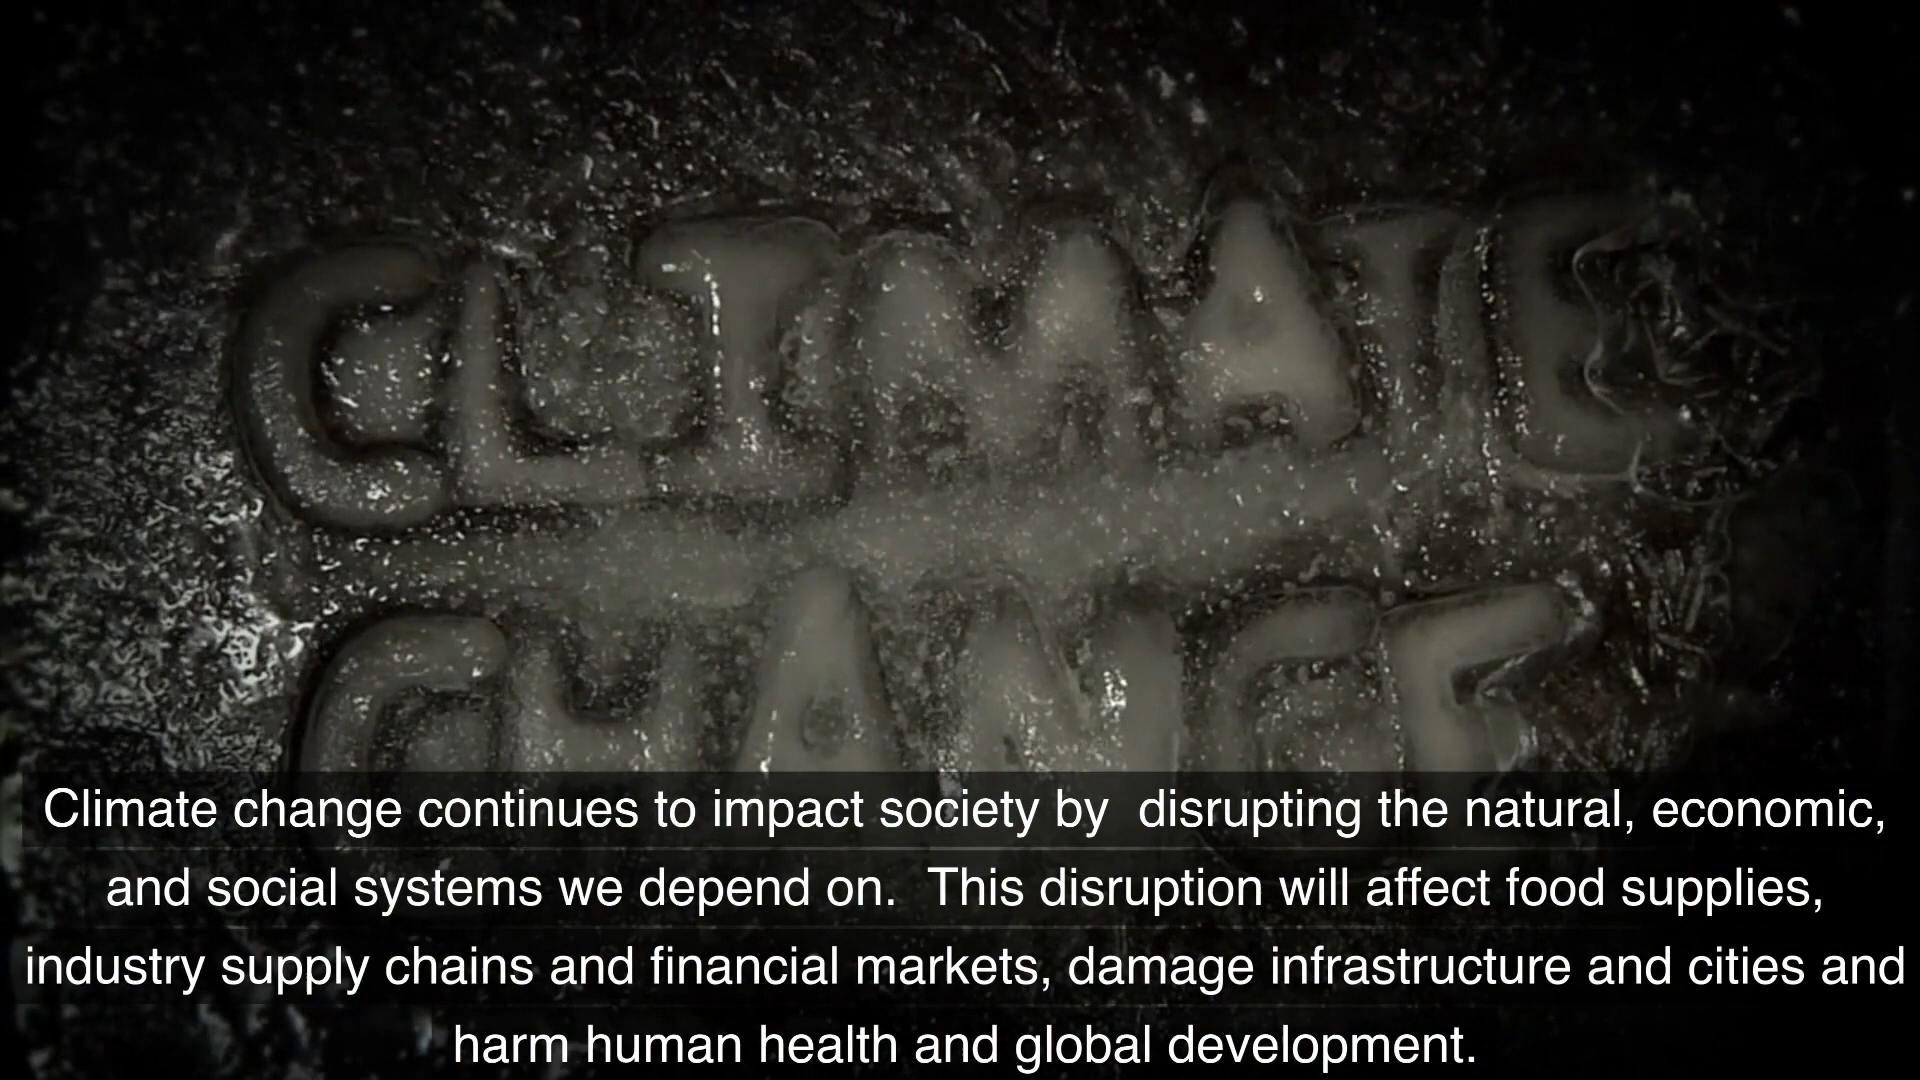 CLIMATE
CHANGE
Climate change continues to impact society by  disrupting the natural, economic,
and social systems we depend on.  This disruption will affect food supplies,
industry supply chains and financial markets, damage infrastructure and cities and
harm human health and global development.